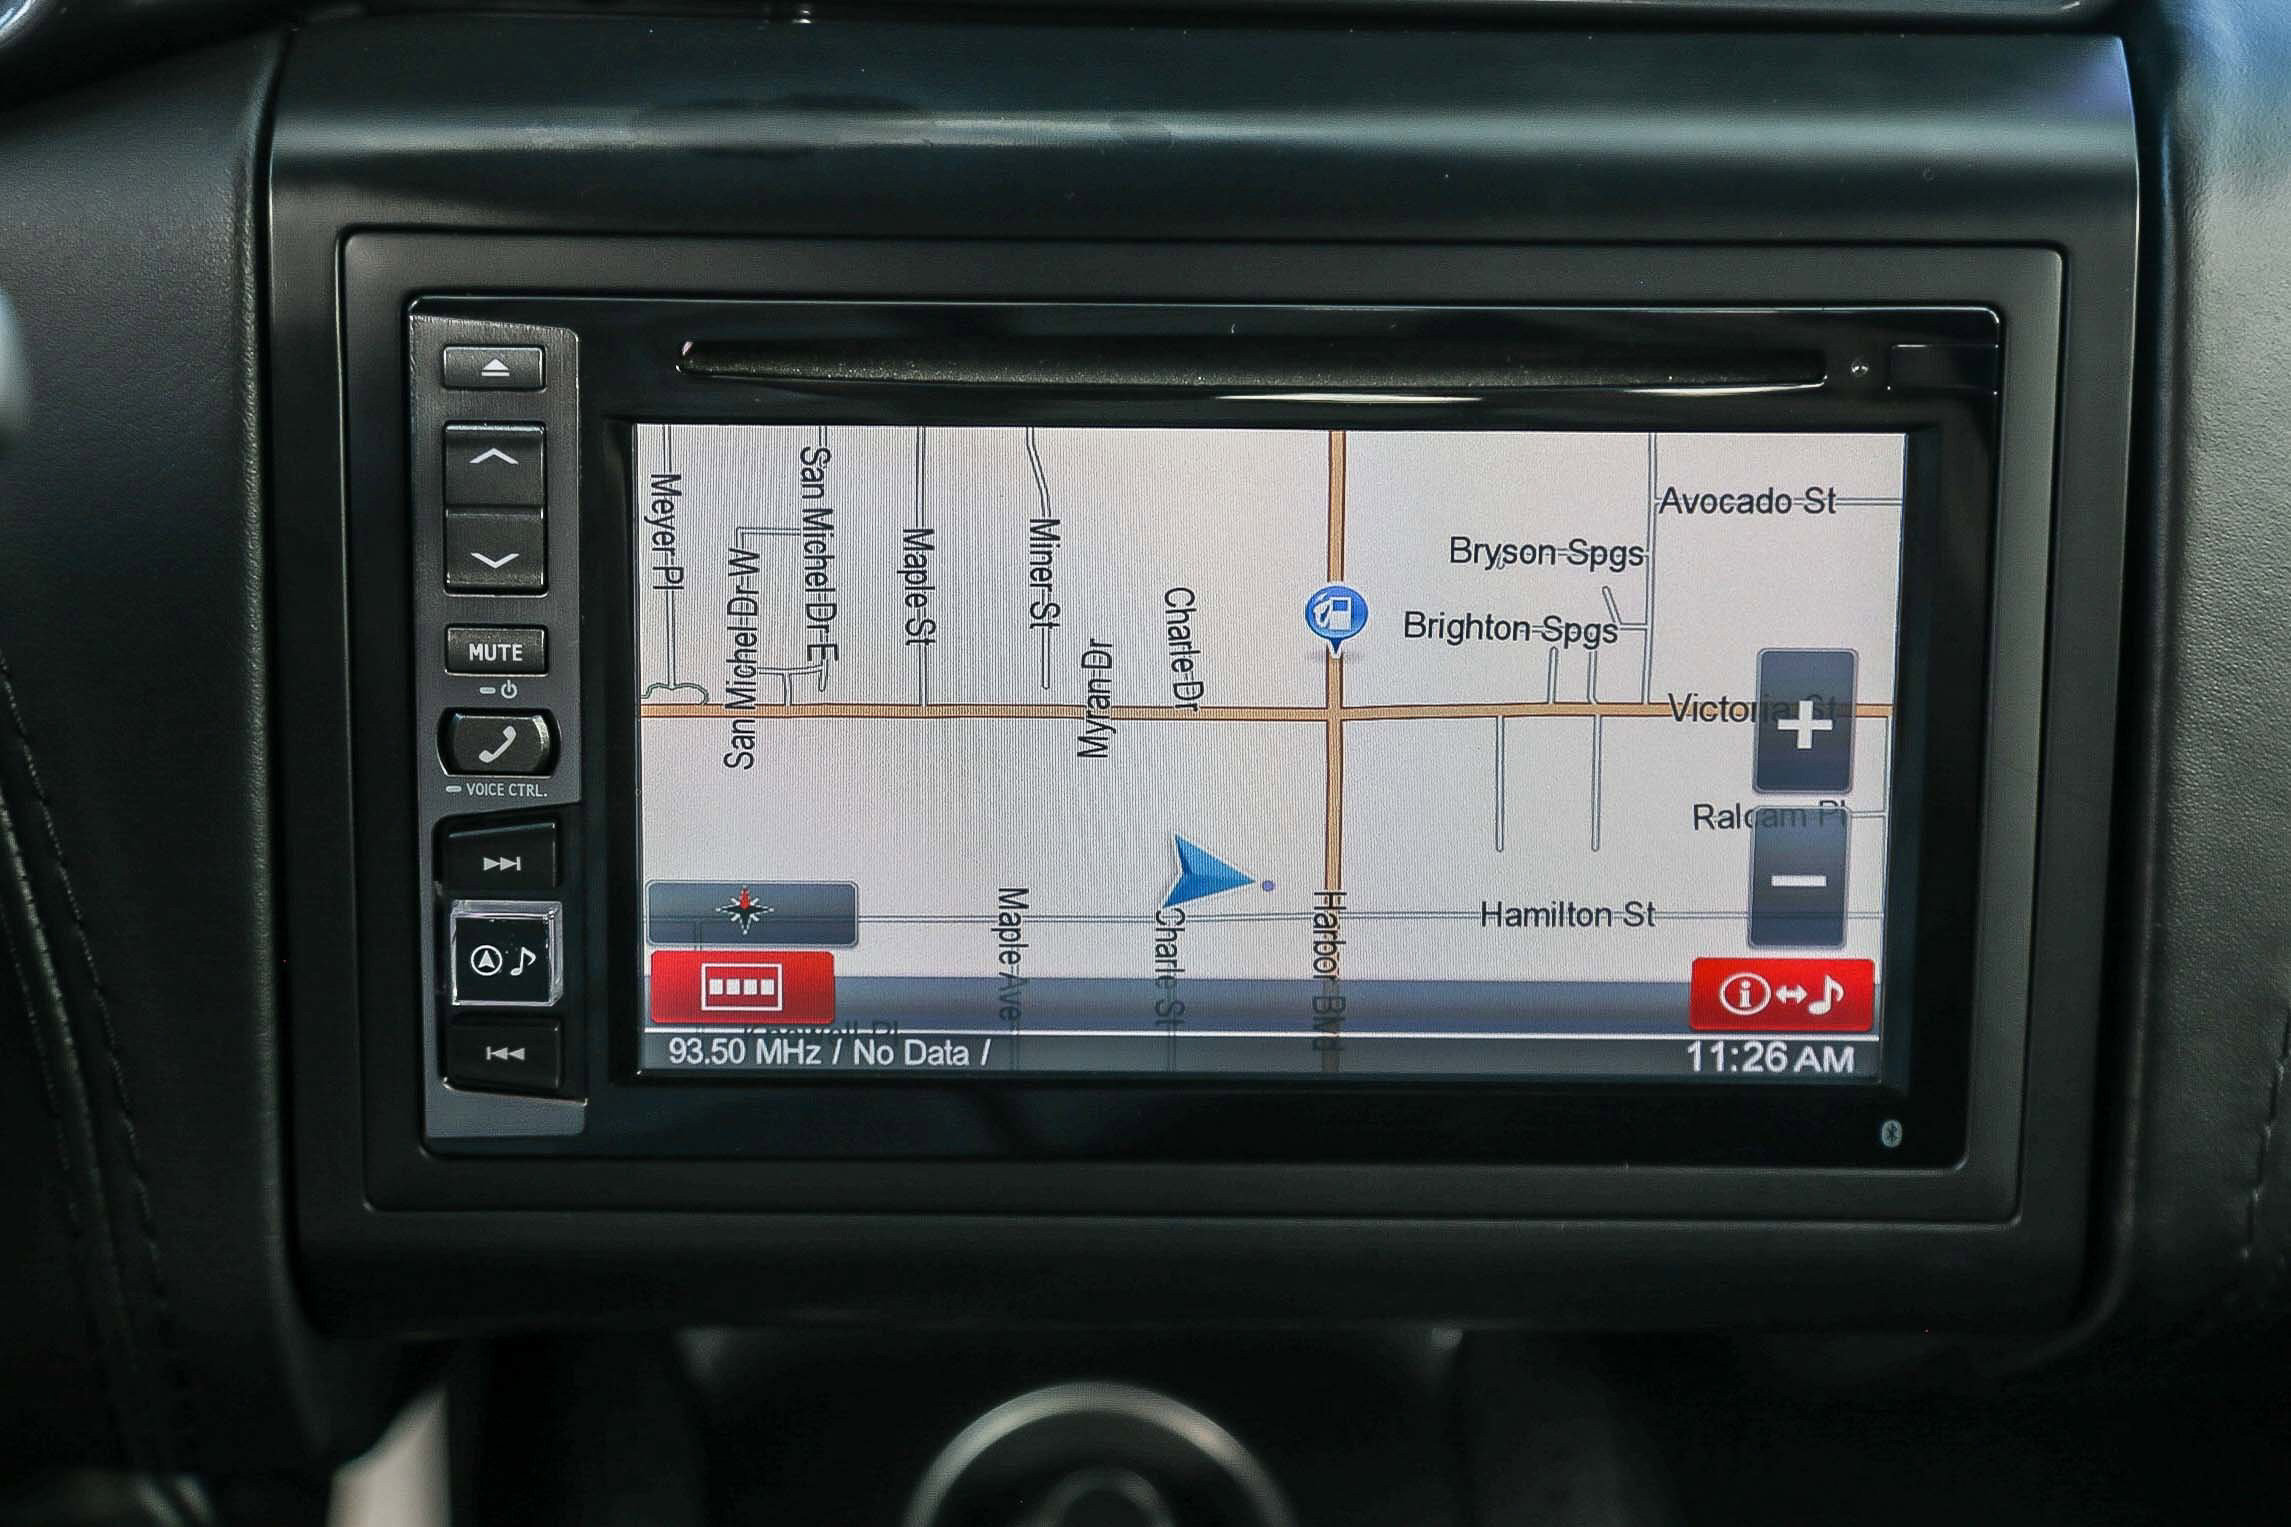 MUTE
VOICE CTRL.
Meyer Pl
San Michel Dr W
San Michel Dr E
Maple St
Miner St
Myran Dr
Charle Dr
Avocado St
Bryson Spgs
Brighton Spgs
Victoria St
Ralcam Pl
Hamilton St
Maple Ave
Charle St
Harbor Blvd
93.50 MHz / No Data /
11:26 AM